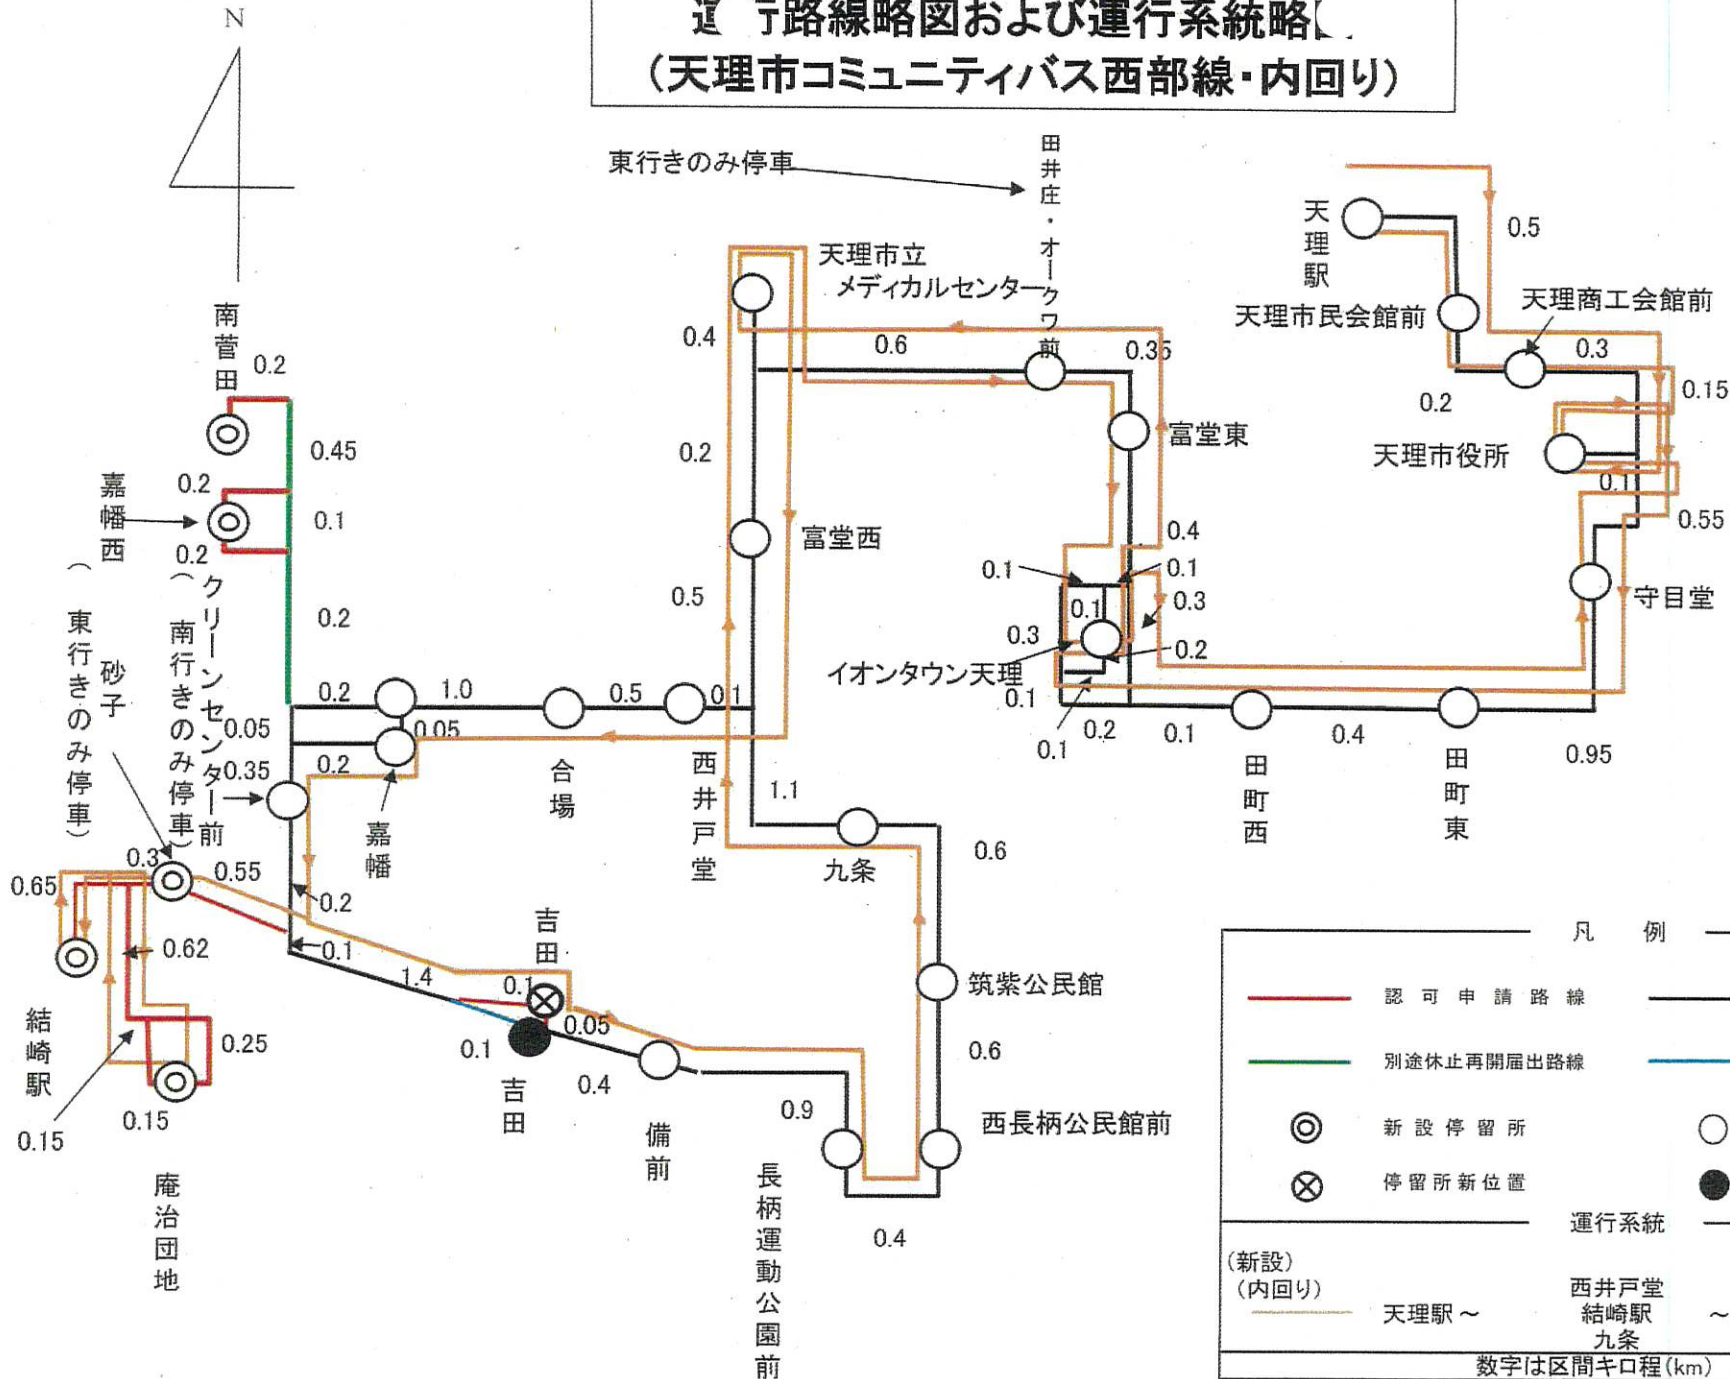 行路線略図および運行系統略
（天理市コミュニティバス西部線・内回り）
N
東行きのみ停車
田井庄・オークワ前
天理駅
0.5
天理市立
メディカルセンター
天理市民会館前
天理商工会館前
0.4
0.6
0.35
0.3
南菅田
0.2
0.2
0.15
富堂東
0.45
0.2
天理市役所
0.1
嘉幡西
0.2
0.1
0.2
富堂西
0.4
0.55
0.1
0.1
0.1
0.3
守目堂
クリーンセンター前
（南行きのみ停車）
砂子
（東行きのみ停車）
0.2
0.5
0.3
0.2
イオンタウン天理
0.2
1.0
0.5
0.1
0.1
0.05
0.05
0.1
0.2
0.1
0.4
0.95
0.35
0.2
合場
西井戸堂
田町西
田町東
嘉幡
1.1
九条
0.6
0.3
0.55
0.65
0.2
吉田
0.62
0.1
1.4
0.1
筑紫公民館
0.05
結崎駅
0.25
0.1
0.6
吉田
0.4
0.15
0.15
備前
0.9
西長柄公民館前
庵治団地
長柄運動公園前
0.4
凡 例
認可申請路線
別途休止再開届出路線
新設停留所
停留所新位置
運行系統
（新設）
（内回り）
西井戸堂
天理駅～
結崎駅
～
九条
数字は区間キロ程（km）